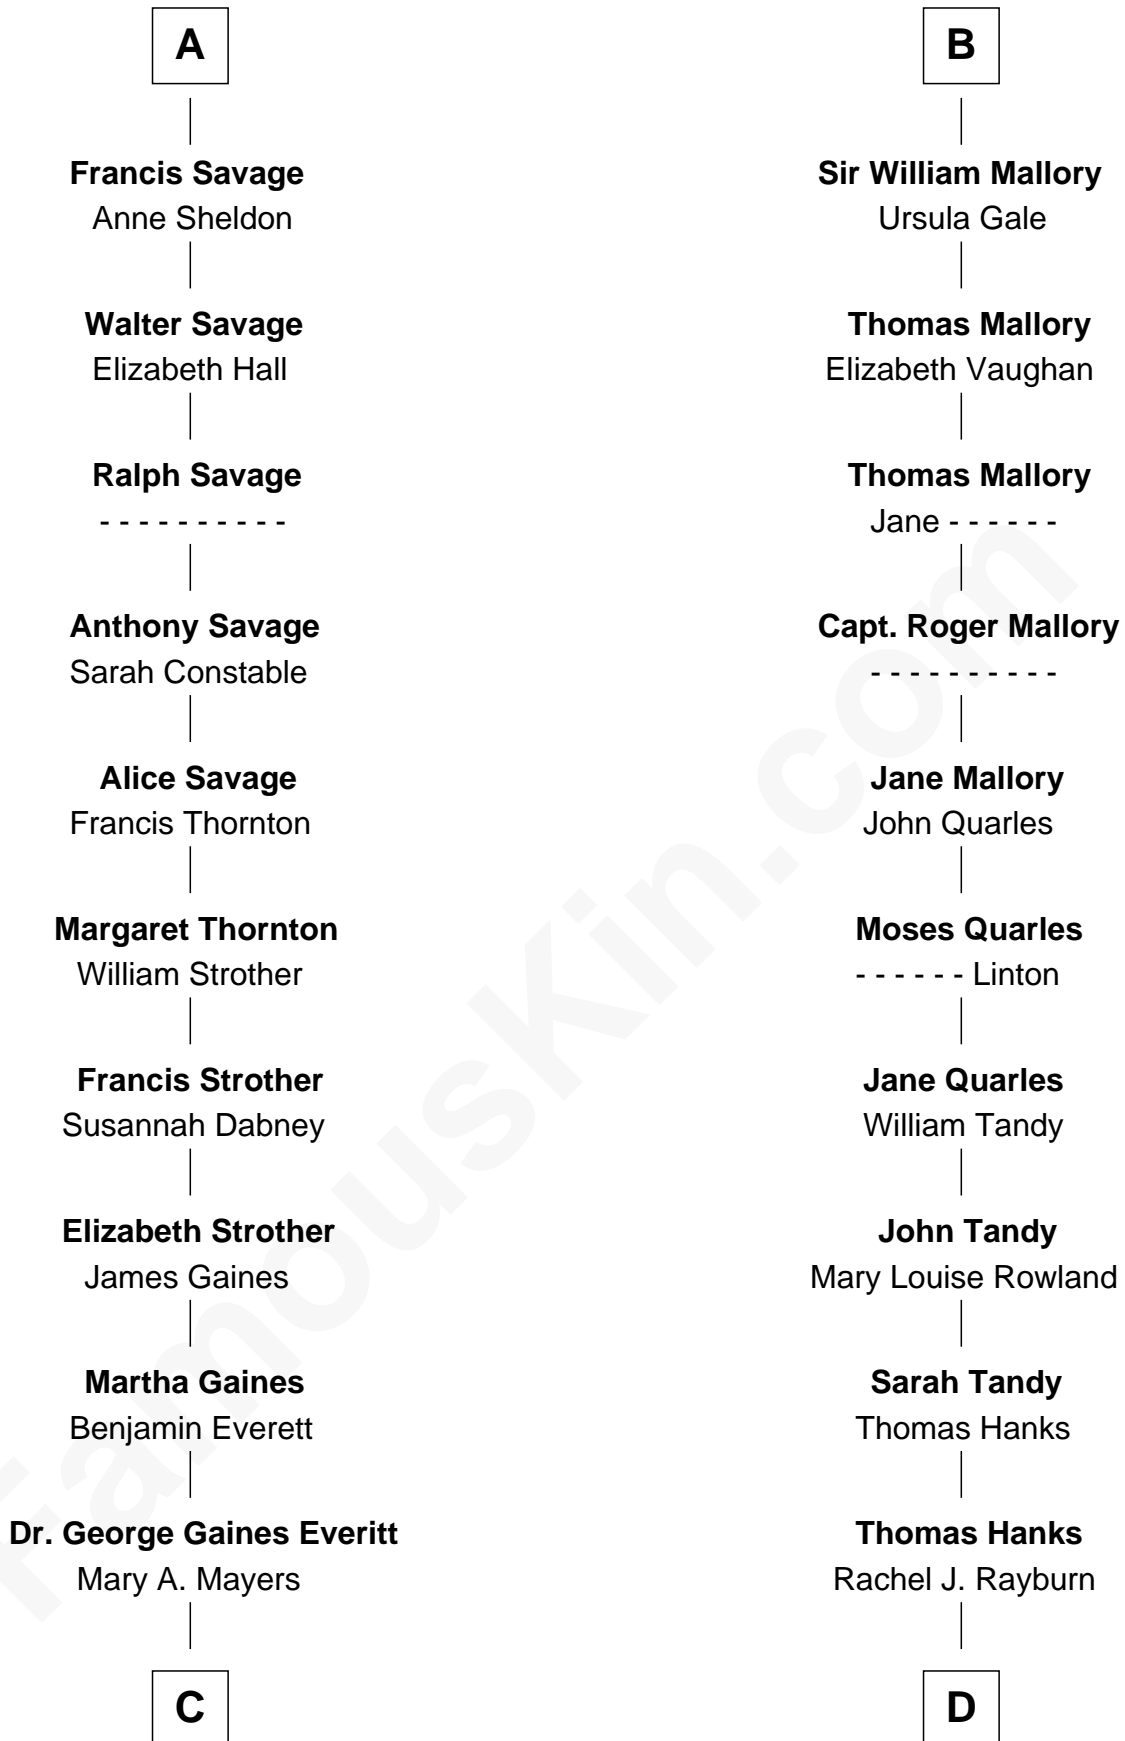 A
Francis Savage
Anne Sheldon
Walter Savage
Elizabeth Hall
Ralph Savage
- - - - - - - - - -
Anthony Savage
Sarah Constable
Alice Savage
Francis Thornton
Margaret Thornton
William Strother
Francis Strother
Susannah Dabney
Elizabeth Strother
James Gaines
Martha Gaines
Benjamin Everett
Dr. George Gaines Everitt
Mary A. Mayers
C
B
Sir William Mallory
Ursula Gale
Thomas Mallory
Elizabeth Vaughan
Thomas Mallory
Jane - - - - - -
Capt. Roger Mallory
- - - - - - - - - -
Jane Mallory
John Quarles
Moses Quarles
- - - - - - Linton
Jane Quarles
William Tandy
John Tandy
Mary Louise Rowland
Sarah Tandy
Thomas Hanks
Thomas Hanks
Rachel J. Rayburn
D
FamousKin.com